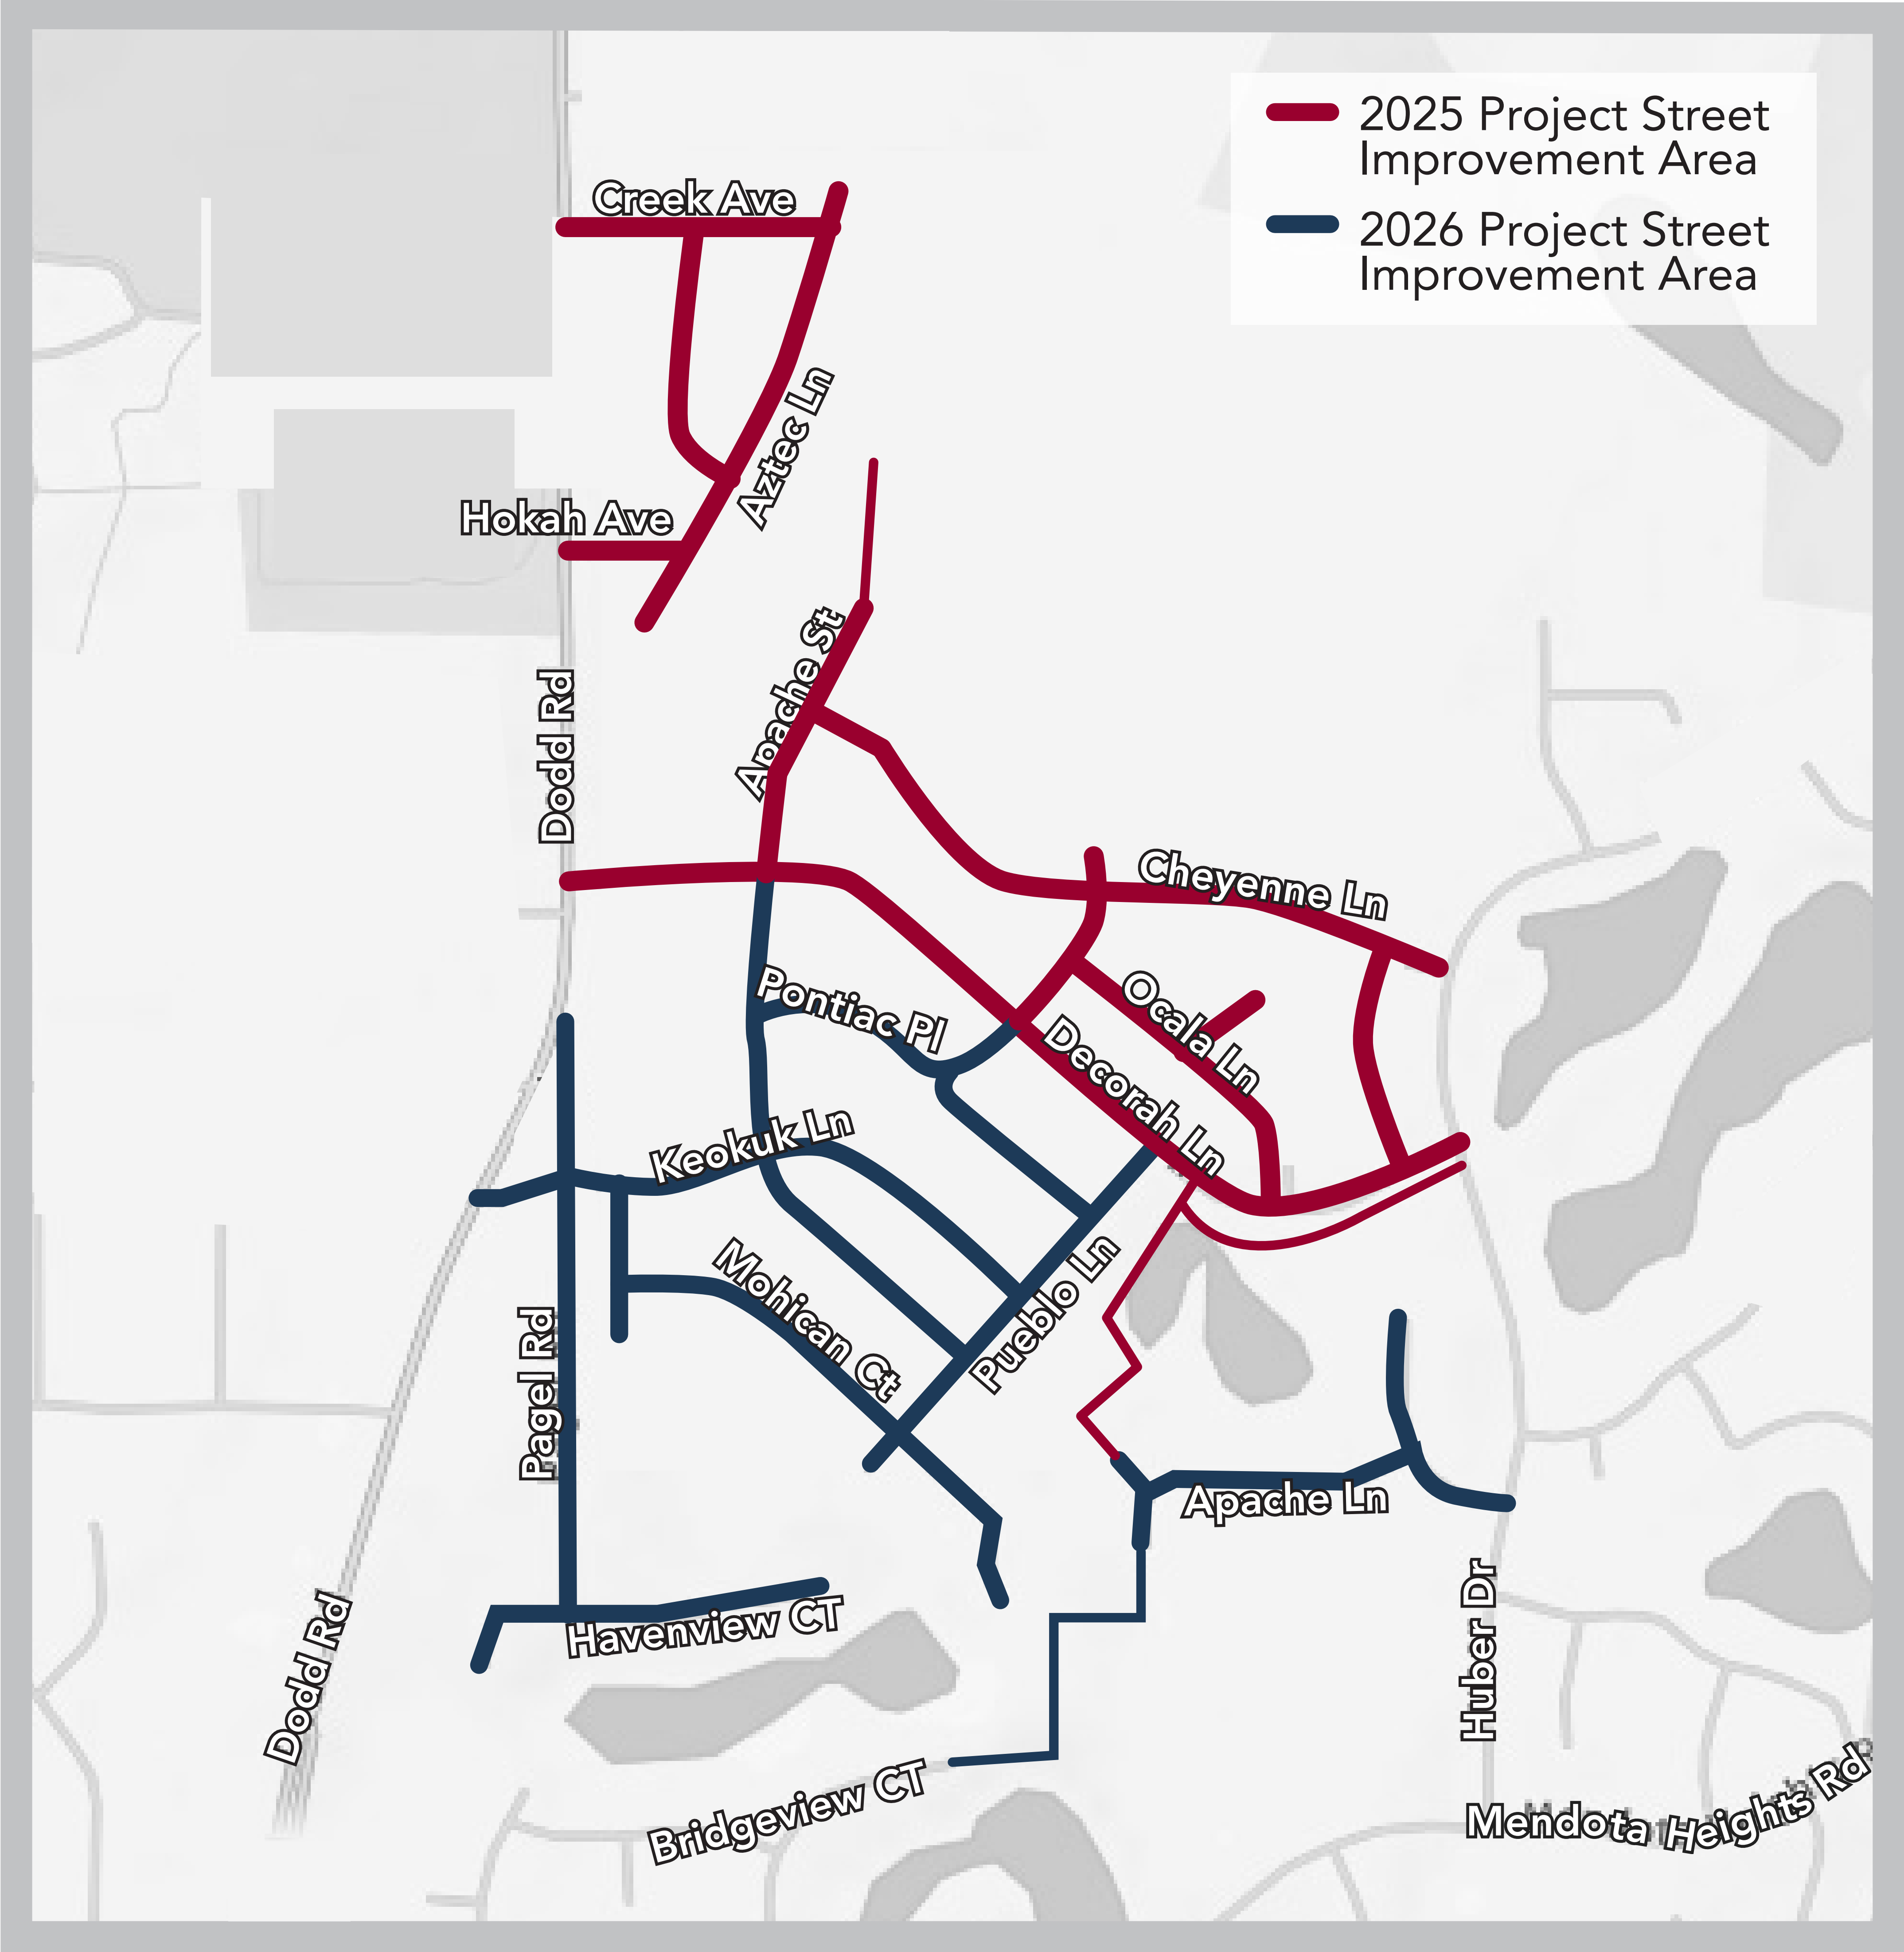 2025 Project Street
Improvement Area
2026 Project Street
Improvement Area
Creek Ave
Aztec Ln
Hokah Ave
Apache St
Dodd Rd
Cheyenne Ln
Pontiac Pl
Ocala Ln
Decorah Ln
Keokuk Ln
Mohican Ct
Pueblo Ln
Pagel Rd
Apache Ln
Havenview CT
Dodd Rd
Huber Dr
Bridgeview CT
Mendota Heights Rd